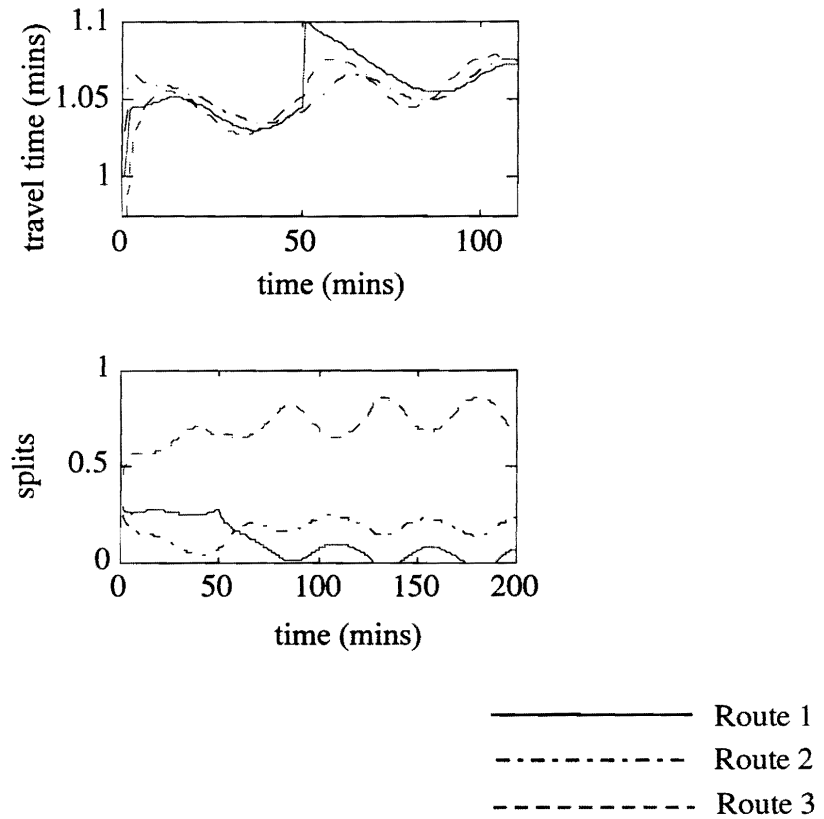 1.1
1.05
1
travel time (mins)
0 50 100
time (mins)
1
0.5
0
splits
0 50 100 150 200
time (mins)
Route 1
Route 2
Route 3